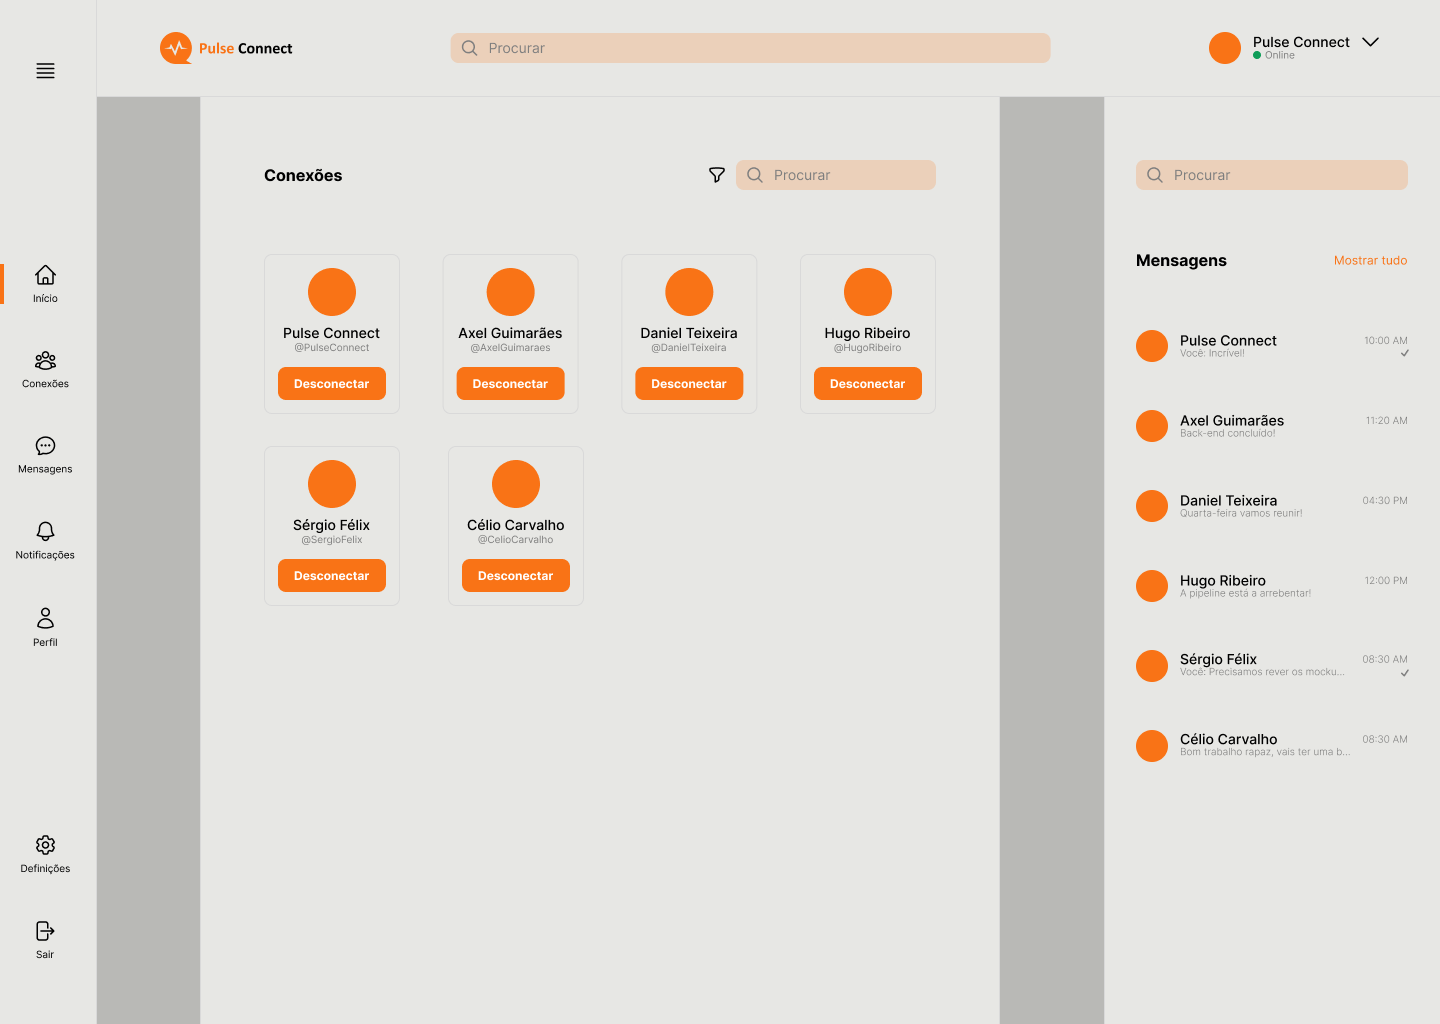 Pulse Connect
Procurar
Pulse Connect
Online
Início
Conexões
Mensagens
Notificações
Perfil
Definições
Sair
Conexões
Procurar
Pulse Connect
@PulseConnect
Desconectar
Axel Guimarães
@AxelGuimaraes
Desconectar
Daniel Teixeira
@DanielTeixeira
Desconectar
Hugo Ribeiro
@HugoRibeiro
Desconectar
Sérgio Félix
@SergioFelix
Desconectar
Célio Carvalho
@CelioCarvalho
Desconectar
Procurar
Mensagens
Mostrar tudo
Pulse Connect
10:00 AM
Você: Incrível!
Axel Guimarães
11:20 AM
Back-end concluído!
Daniel Teixeira
04:30 PM
Quarta-feira vamos reunir!
Hugo Ribeiro
12:00 PM
A pipeline está a arrebentar!
Sérgio Félix
08:30 AM
Você: Precisamos rever os mocku...
Célio Carvalho
08:30 AM
Bom trabalho rapaz, vais ter uma b...